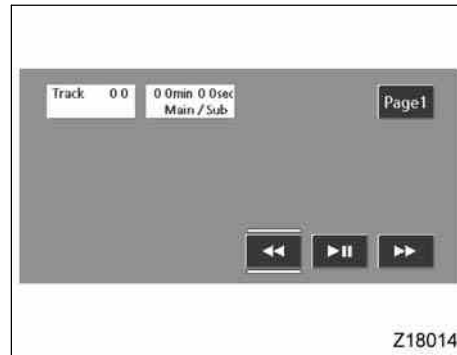 Track 0 0
0 0min 0 0sec
Main / Sub
Page1
Z18014